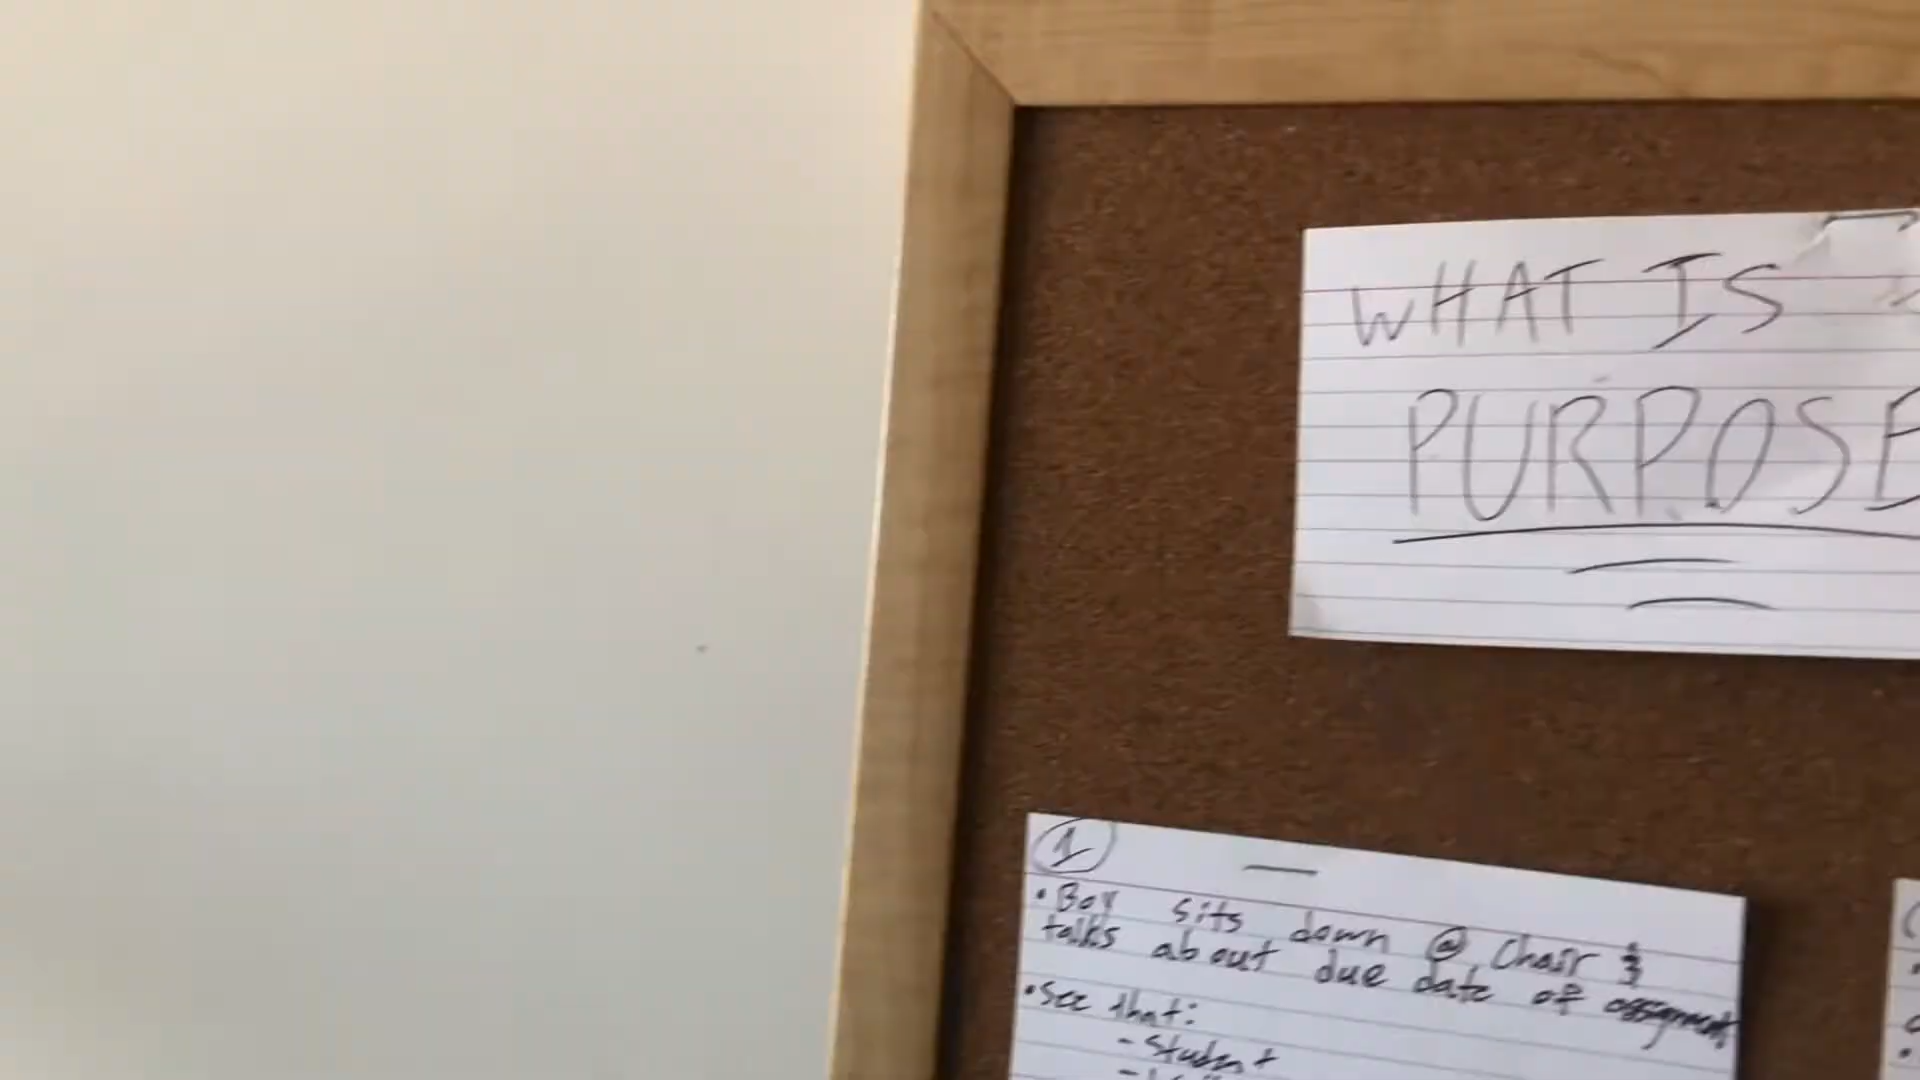 WHAT IS
PURPOSE
1
• Boy sits down @ Chair &
talks about due date of assignment
• See that:
- Student